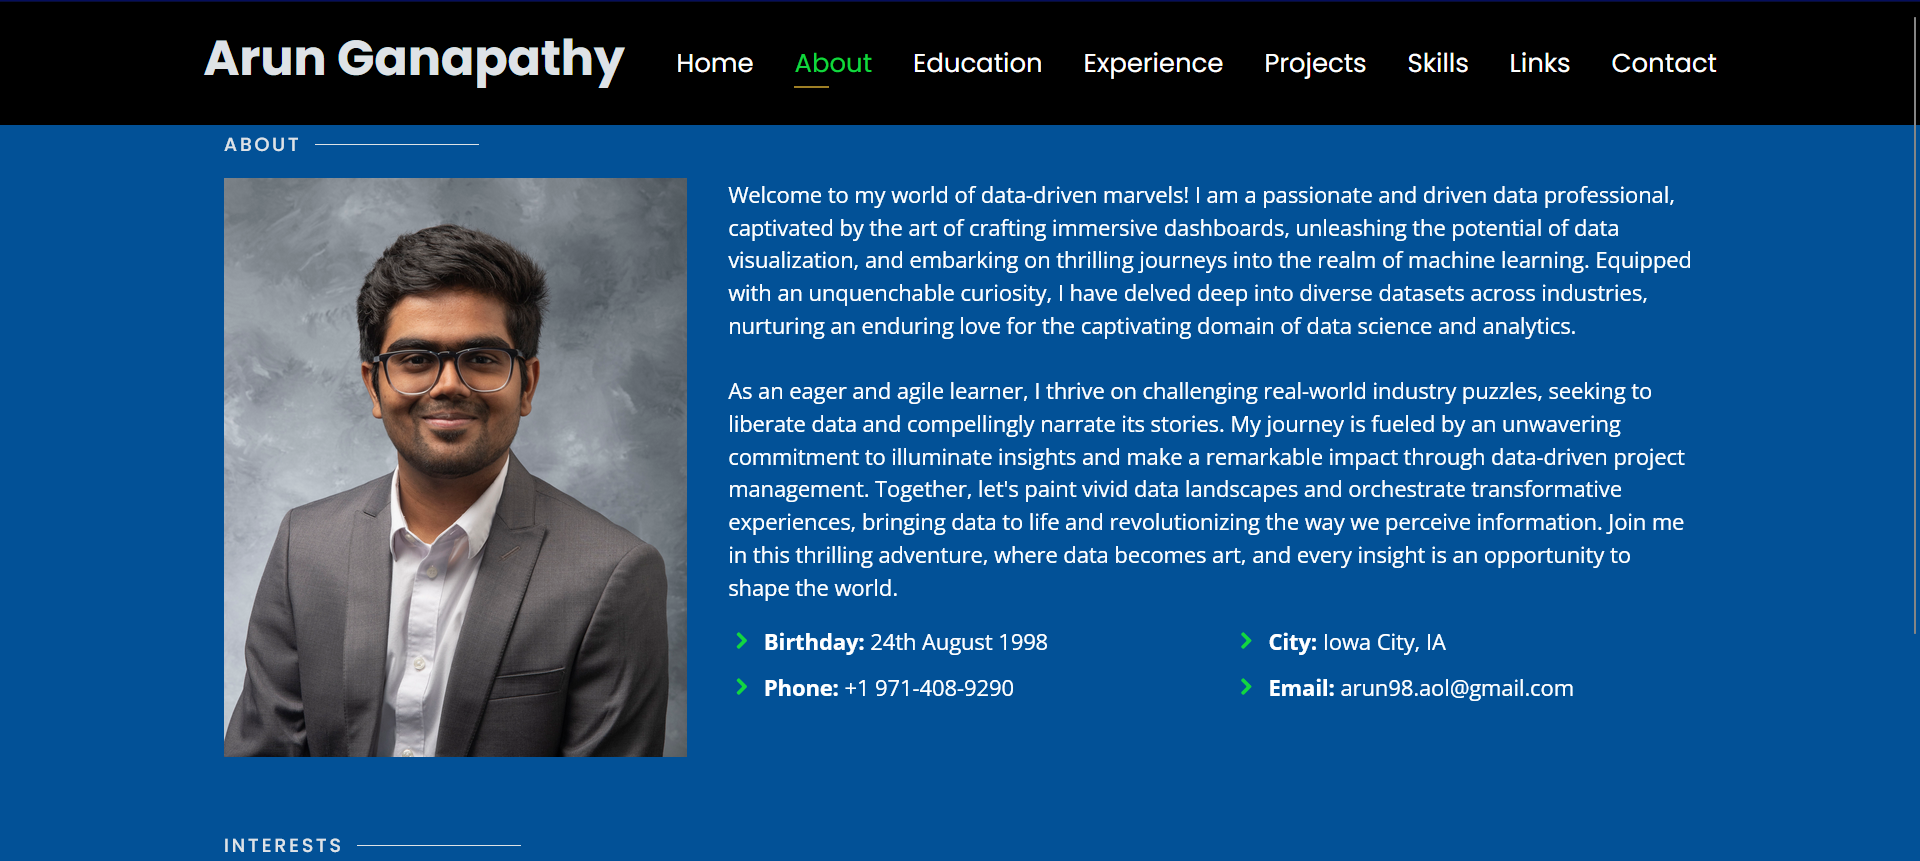 Arun Ganapathy
Home About Education Experience Projects Skills Links Contact
ABOUT
Welcome to my world of data-driven marvels! I am a passionate and driven data professional,
captivated by the art of crafting immersive dashboards, unleashing the potential of data
visualization, and embarking on thrilling journeys into the realm of machine learning. Equipped
with an unquenchable curiosity, I have delved deep into diverse datasets across industries,
nurturing an enduring love for the captivating domain of data science and analytics.
As an eager and agile learner, I thrive on challenging real-world industry puzzles, seeking to
liberate data and compellingly narrate its stories. My journey is fueled by an unwavering
commitment to illuminate insights and make a remarkable impact through data-driven project
management. Together, let's paint vivid data landscapes and orchestrate transformative
experiences, bringing data to life and revolutionizing the way we perceive information. Join me
in this thrilling adventure, where data becomes art, and every insight is an opportunity to
shape the world.
Birthday: 24th August 1998
City: Iowa City, IA
Phone: +1 971-408-9290
Email: arun98.aol@gmail.com
INTERESTS